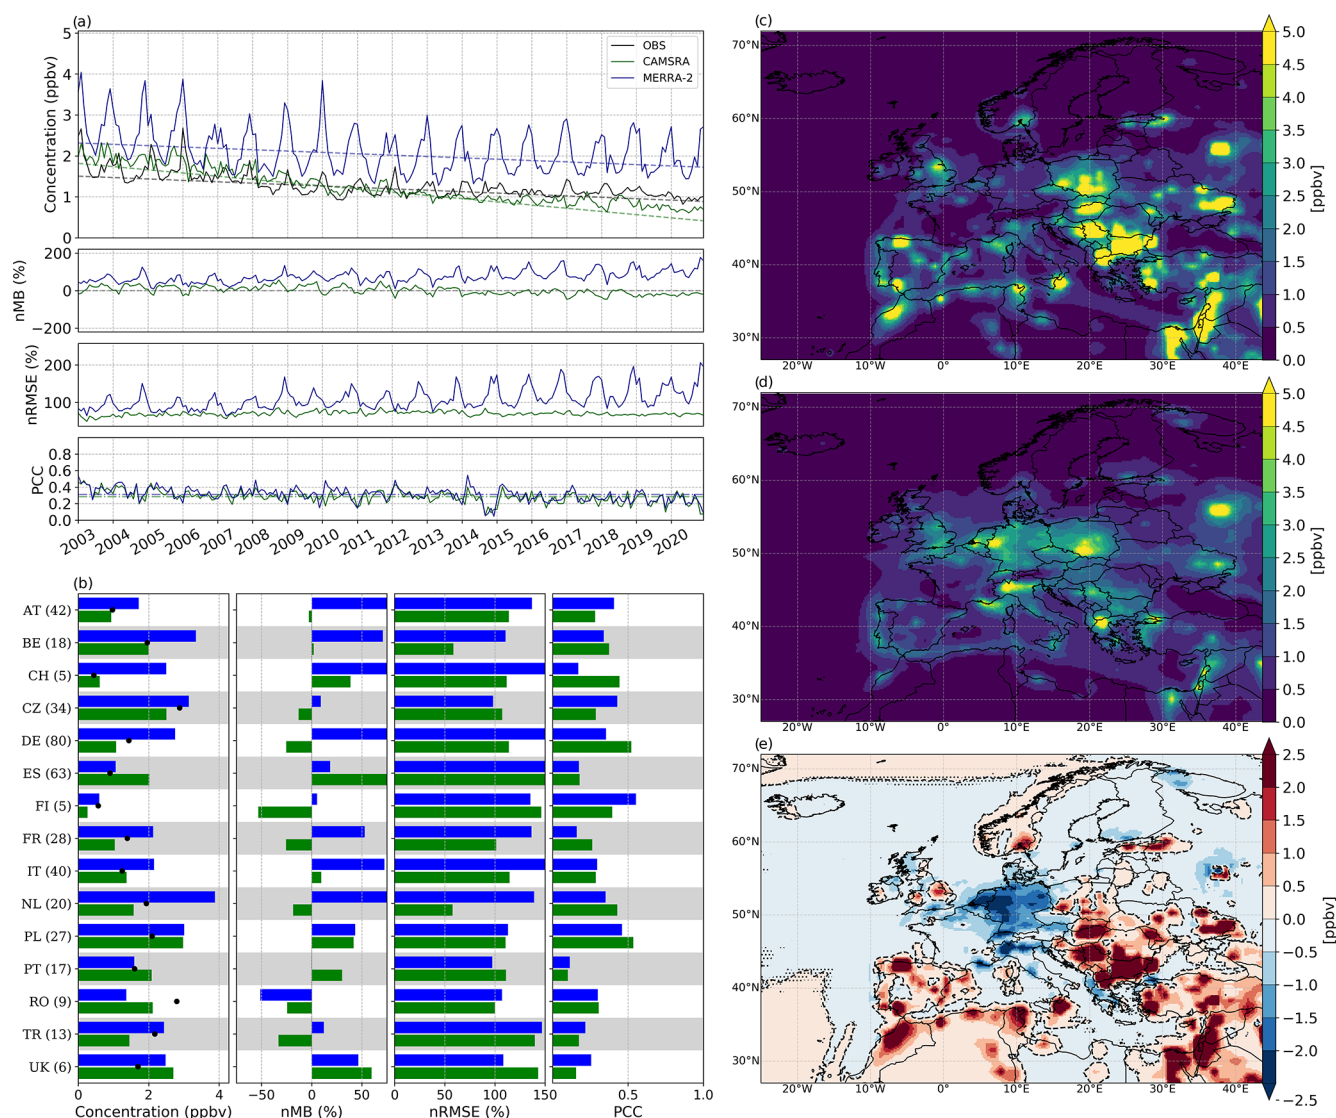 (a)
Concentration (ppbv)
5
4
3
2
1
0
OBS
CAMSRA
MERRA-2
nMB (%)
200
0
−200
nRMSE (%)
200
100
PCC
0.8
0.6
0.4
0.2
0.0
2003 2004 2005 2006 2007 2008 2009 2010 2011 2012 2013 2014 2015 2016 2017 2018 2019 2020
(b)
AT (42)
BE (18)
CH (5)
CZ (34)
DE (80)
ES (63)
FI (5)
FR (28)
IT (40)
NL (20)
PL (27)
PT (17)
RO (9)
TR (13)
UK (6)
0 2 4
−50 0 50
0 50 100 150
0.5 1.0
Concentration (ppbv)
nMB (%)
nRMSE (%)
PCC
(c)
70°N
60°N
50°N
40°N
30°N
20°W 10°W 0°E 10°E 20°E 30°E 40°E
5.0
4.5
4.0
3.5
3.0
2.5
2.0
1.5
1.0
0.5
0.0
[ppbv]
(d)
70°N
60°N
50°N
40°N
30°N
20°W 10°W 0°E 10°E 20°E 30°E 40°E
5.0
4.5
4.0
3.5
3.0
2.5
2.0
1.5
1.0
0.5
0.0
[ppbv]
(e)
70°N
60°N
50°N
40°N
30°N
20°W 10°W 0°E 10°E 20°E 30°E 40°E
2.5
2.0
1.5
1.0
0.5
0.0
−0.5
−1.0
−1.5
−2.0
−2.5
[ppbv]